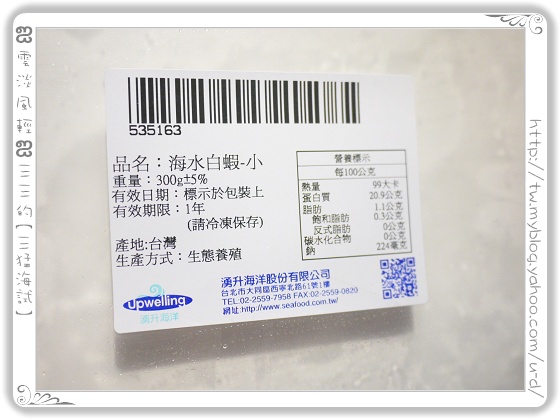 535163
品名：海水白蝦-小
重量：300g±5%
有效日期：標示於包裝上
有效期限：1年
(請冷凍保存)
產地:台灣
生產方式：生態養殖
營養標示
每100公克
熱量 99大卡
蛋白質 20.9公克
脂肪 1.1公克
飽和脂肪 0.3公克
反式脂肪 0公克
碳水化合物 0公克
鈉 224毫克
upwelling
湧升海洋
湧升海洋股份有限公司
台北市大同區西寧北路61號1樓
TEL:02-2559-7958 FAX:02-2559-0820
網址:http://www.seafood.com.tw/
雲淡風輕
三三的【三猛海試】
http://tw.myblog.yahoo.com/u-d/